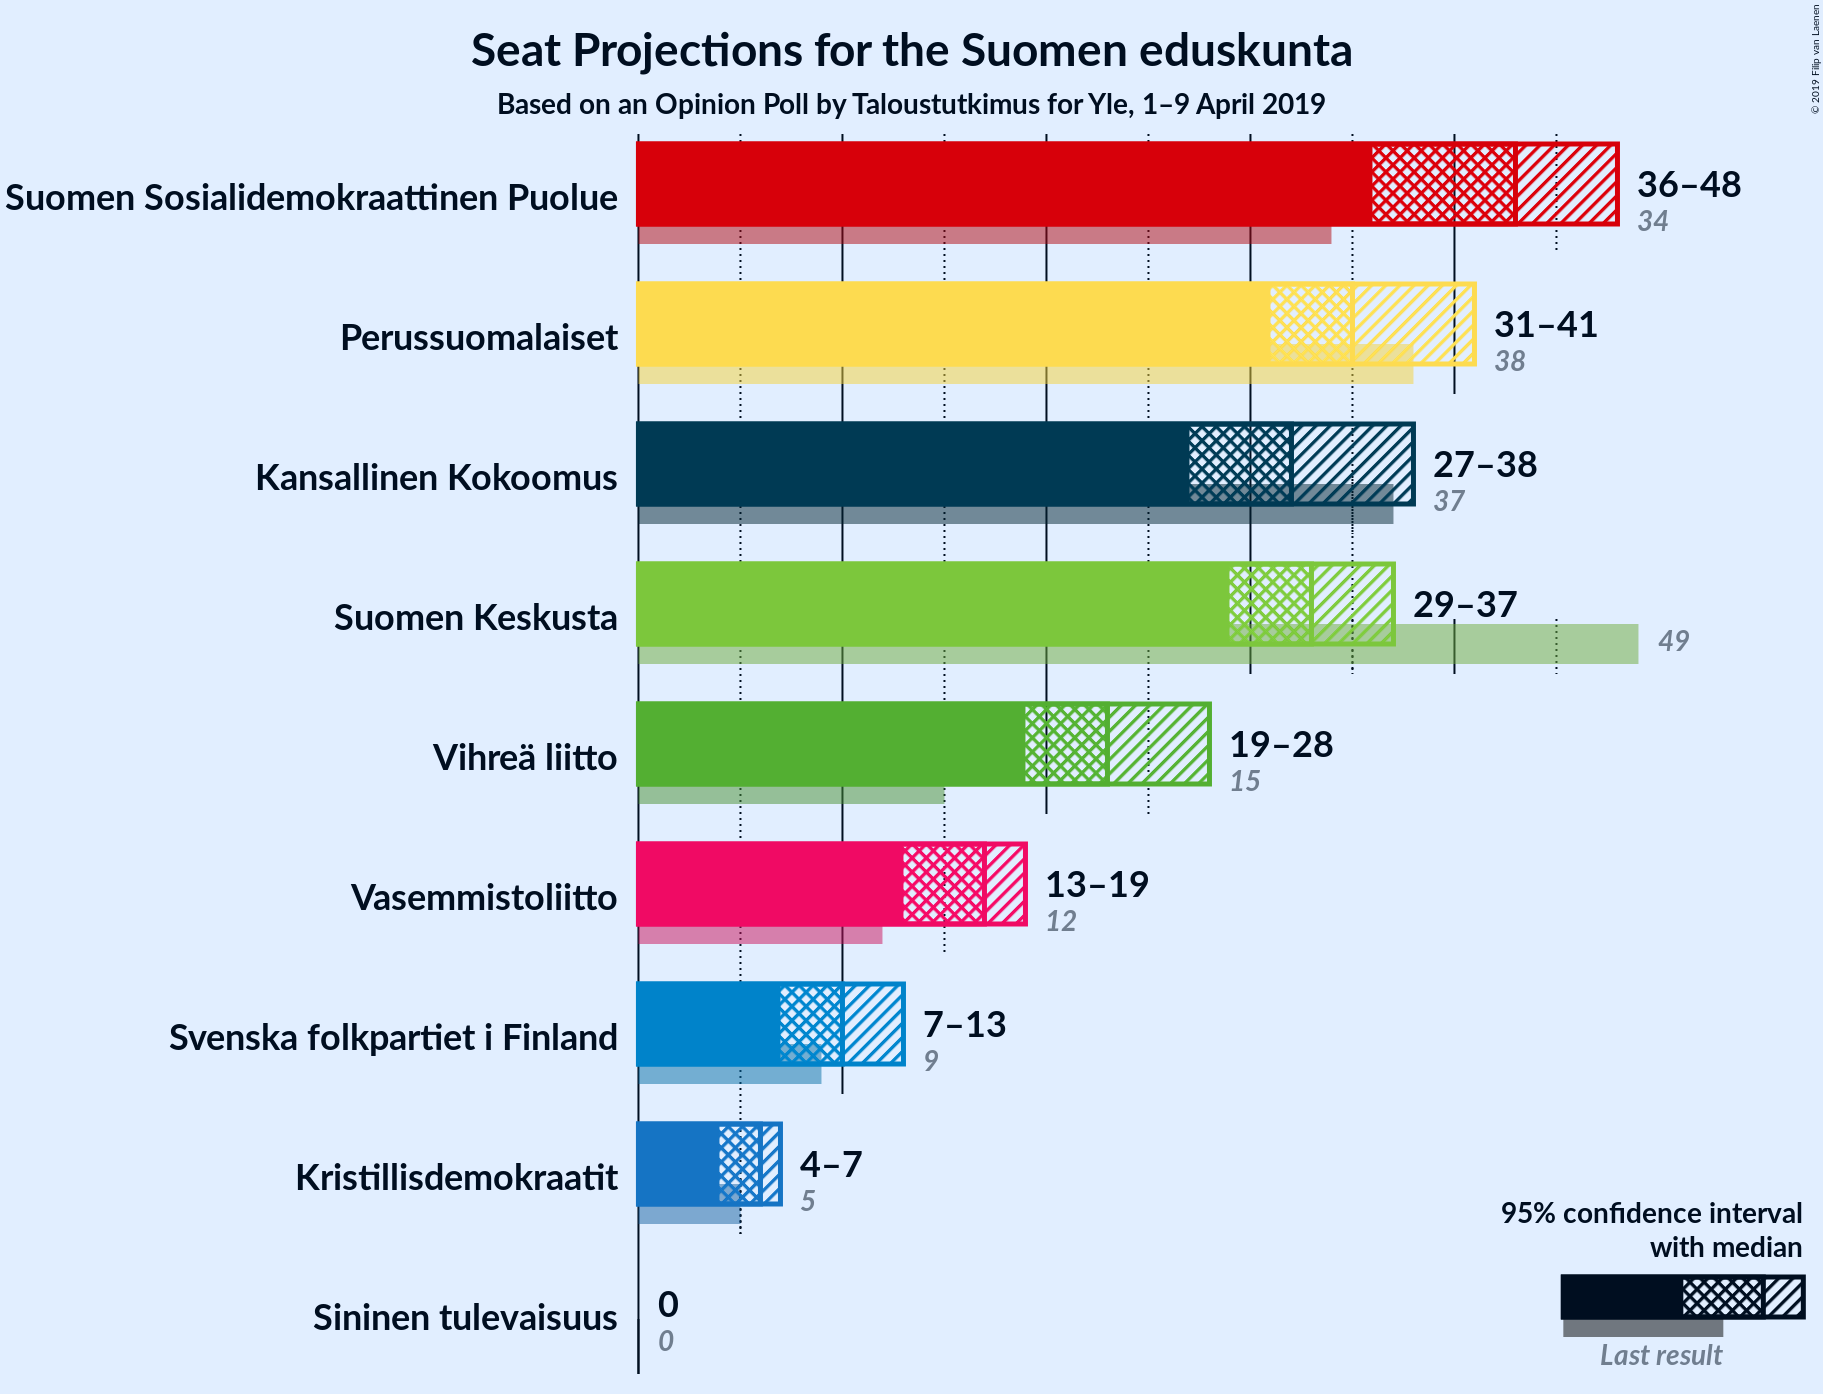 Seat Projections for the Suomen eduskunta
Based on an Opinion Poll by Taloustutkimus for Yle, 1–9 April 2019
© 2019 Filip van Laenen
Suomen Sosialidemokraattinen Puolue
36–48
34
Perussuomalaiset
31–41
38
Kansallinen Kokoomus
27–38
37
Suomen Keskusta
29–37
49
Vihreä liitto
19–28
15
Vasemmistoliitto
13–19
12
Svenska folkpartiet i Finland
7–13
9
Kristillisdemokraatit
4–7
5
Sininen tulevaisuus
0
0
95% confidence interval
with median
Last result